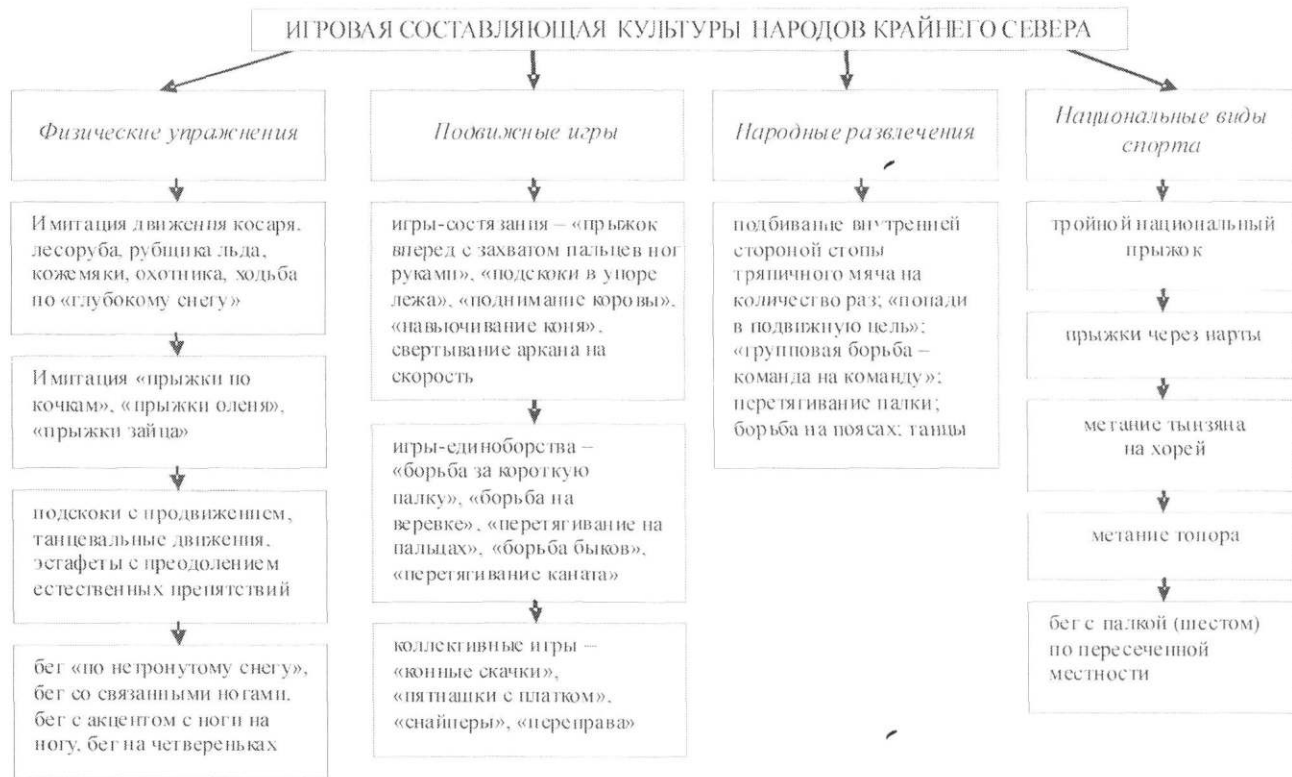 ИГРОВАЯ СОСТАВЛЯЮЩАЯ КУЛЬТУРЫ НАРОДОВ КРАЙНЕГО СЕВЕРА
Физические упражнения
Имитация движения косаря,
лесоруба, рубщика льда,
кожемяки, охотника, ходьба
по «глубокому снегу»
Имитация «прыжки по
кочкам», «прыжки оленя»,
«прыжки зайца»
подскоки с продвижением,
танцевальные движения,
эстафеты с преодолением
естественных препятствий
бег «по нетронутому снегу»,
бег со связанными ногами,
бег с акцентом с ноги на
ногу, бег на четвереньках
Подвижные игры
игры-состязания – «прыжок
вперед с захватом пальцев ног
руками», «подскоки в упоре
лежа», «поднимание коровы»,
«навьючивание коня»,
свертывание аркана на
скорость
игры-единоборства –
«борьба за короткую
палку», «борьба на
веревке», «перетягивание на
пальцах», «борьба быков»,
«перетягивание каната»
коллективные игры –
«конные скачки»,
«пятнашки с платком»,
«снайперы», «переправа»
Народные развлечения
подбивание внутренней
стороной стопы
тряпичного мяча на
количество раз; «попади
в подвижную цель»;
«групповая борьба –
команда на команду»;
перетягивание палки;
борьба на поясах; танцы
Национальные виды
спорта
тройной национальный
прыжок
прыжки через нарты
метание тынзяна
на хорей
метание топора
бег с палкой (шестом)
по пересеченной
местности